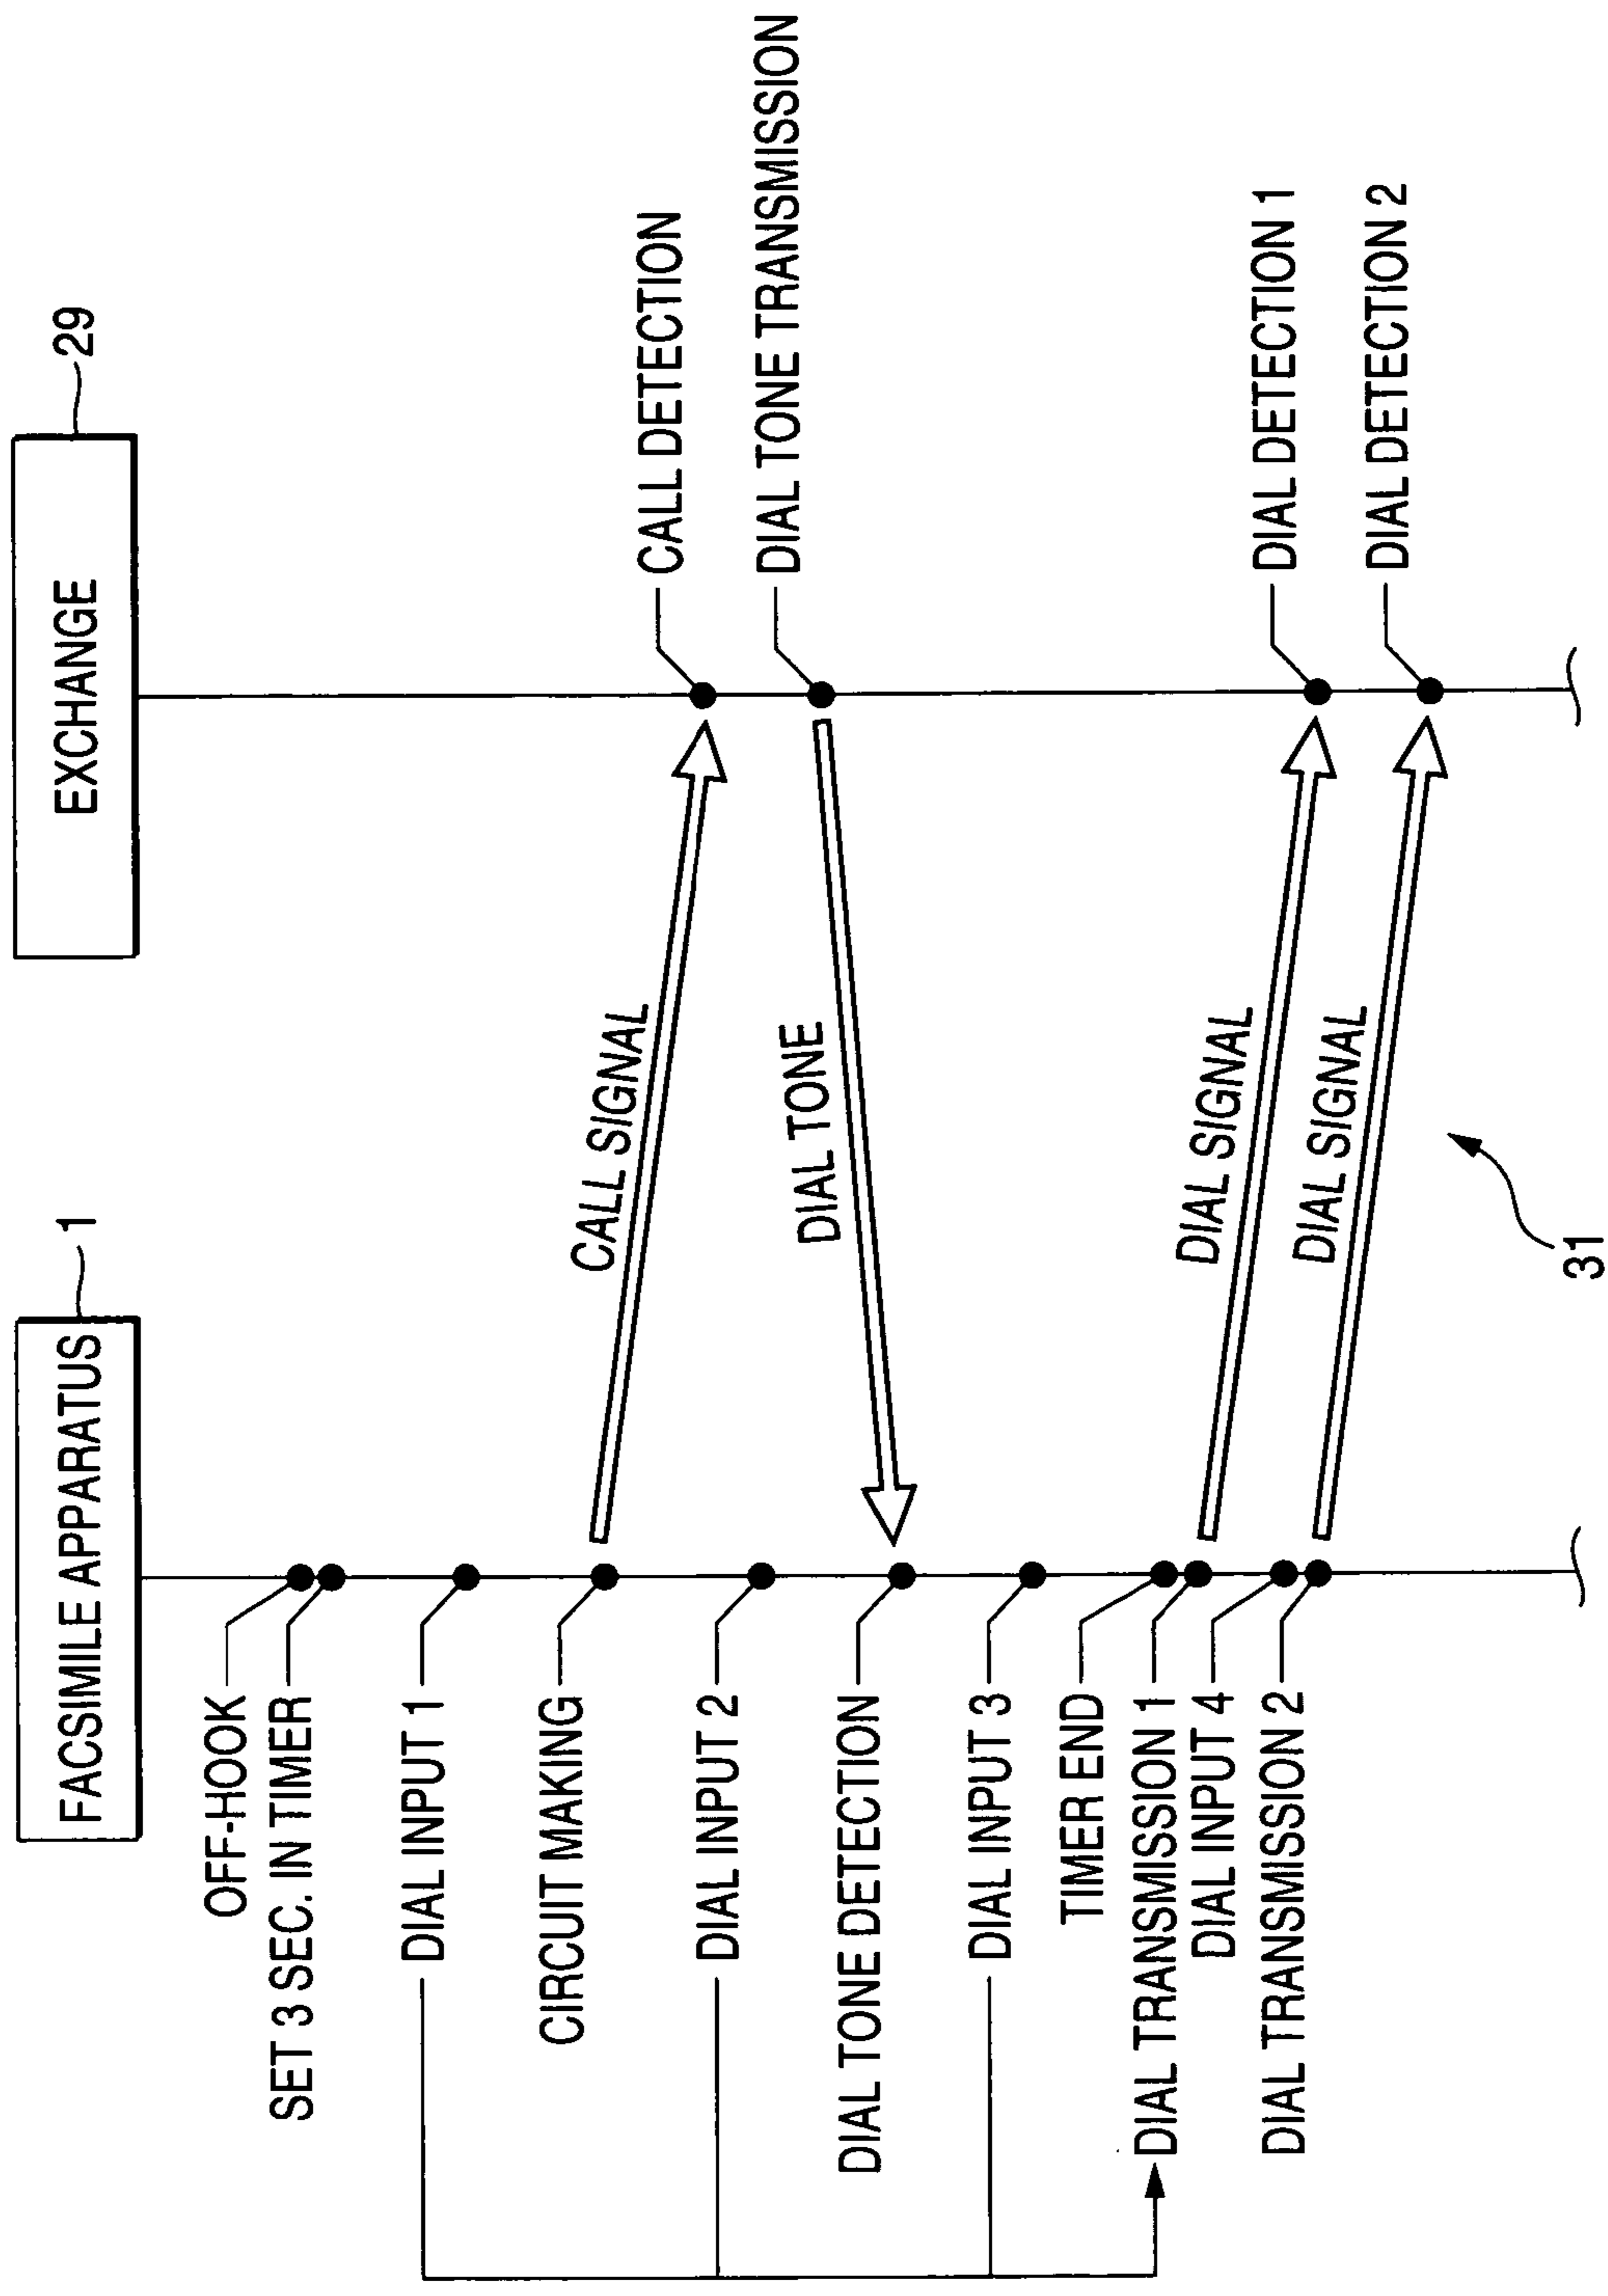 FACSIMILE APPARATUS
1
EXCHANGE
29
OFF-HOOK
SET 3 SEC. IN TIMER
DIAL INPUT 1
CIRCUIT MAKING
CALL SIGNAL
CALL DETECTION
DIAL INPUT 2
DIAL TONE TRANSMISSION
DIAL TONE
DIAL TONE DETECTION
DIAL INPUT 3
TIMER END
DIAL TRANSMISSION 1
DIAL SIGNAL
DIAL DETECTION 1
DIAL INPUT 4
DIAL TRANSMISSION 2
DIAL SIGNAL
DIAL DETECTION 2
31